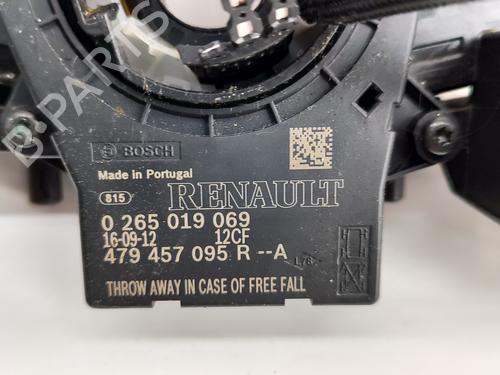 BOSCH
Made in Portugal
815
RENAULT
0 265 019 069
16-09-12 12CF
479 457 095 R --A
L78
THROW AWAY IN CASE OF FREE FALL
B-PARTS